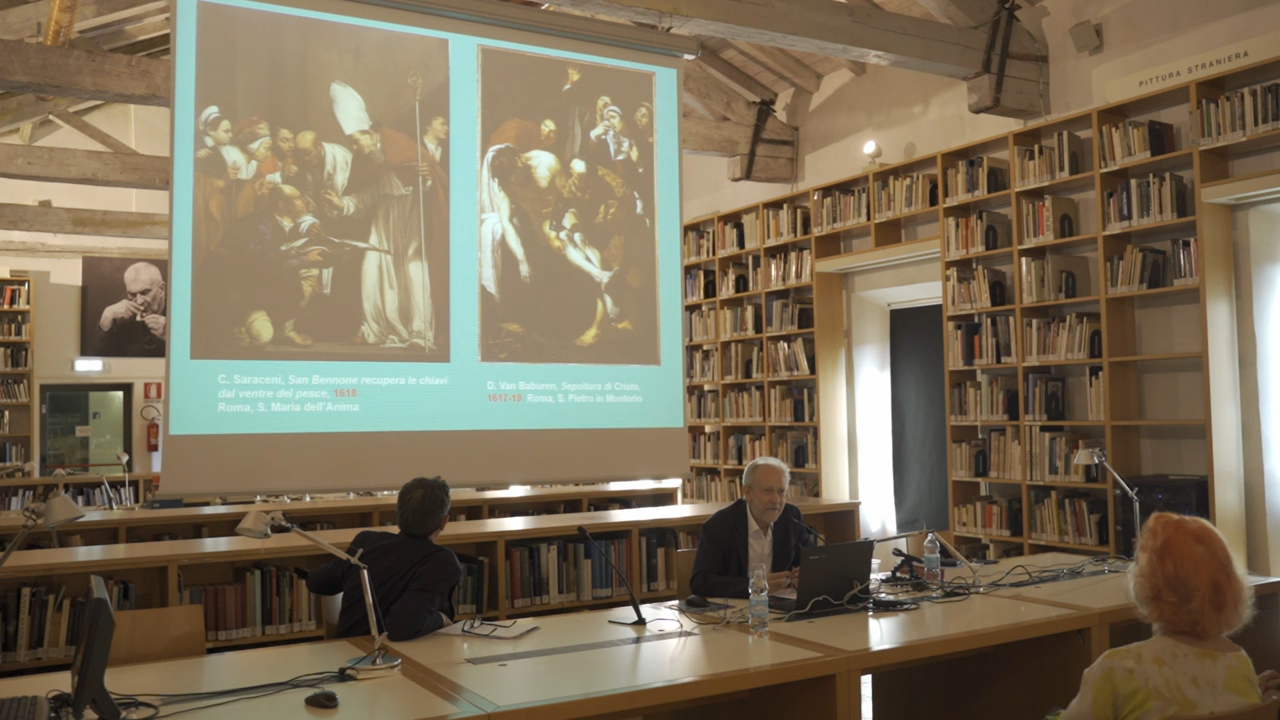 PITTURA STRANIERA
C. Saraceni, San Bennone recupera le chiavi
dal ventre del pesce, 1618
Roma, S. Maria dell'Anima
D. Van Baburen, Sepoltura di Cristo,
1617-19 Roma, S. Pietro in Montorio